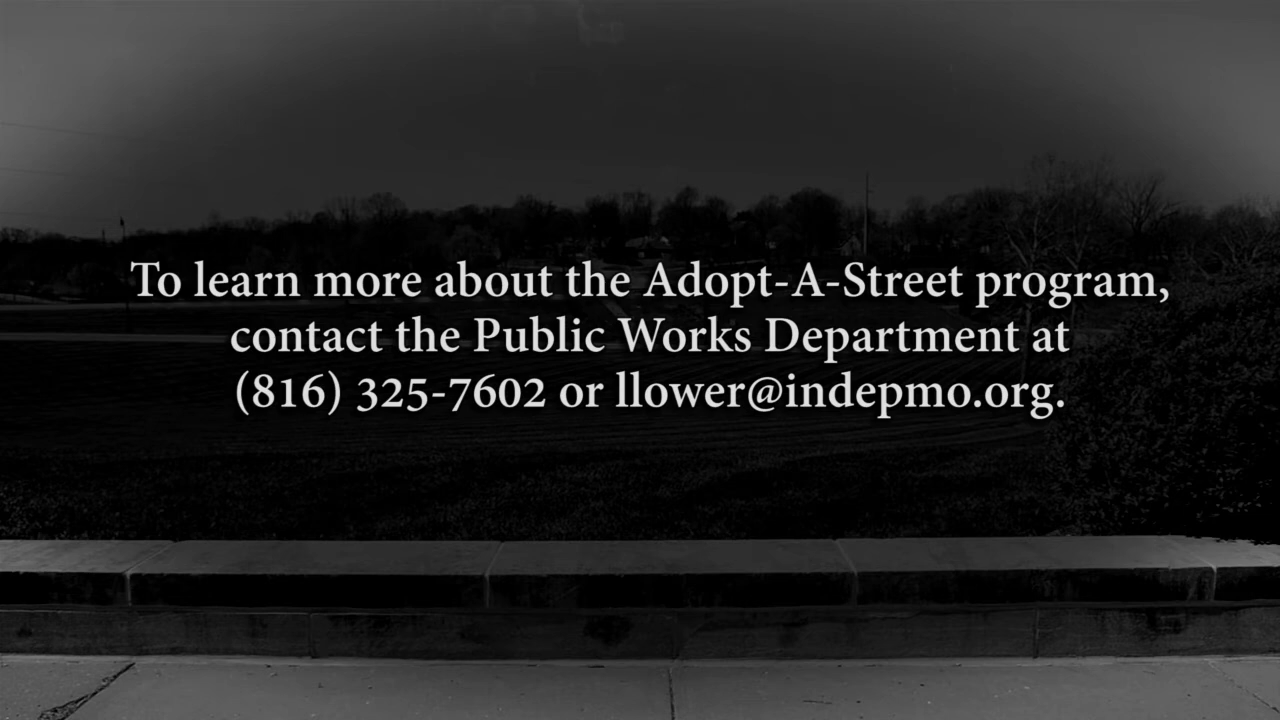 To learn more about the Adopt-A-Street program,
contact the Public Works Department at
(816) 325-7602 or llower@indepmo.org.